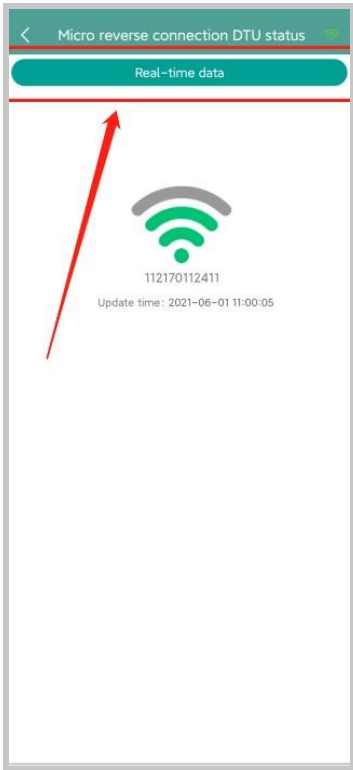 Micro reverse connection DTU status
Real-time data
112170112411
Update time: 2021-06-01 11:00:05